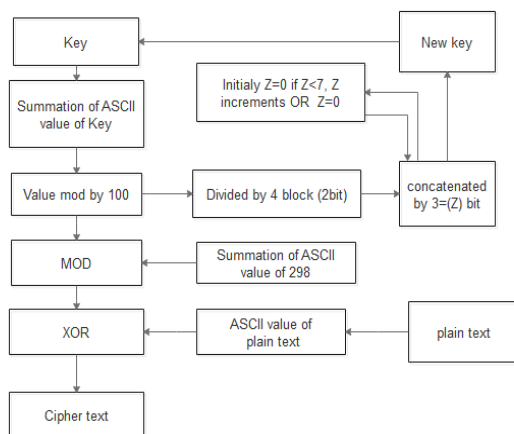 Key
New key
Initialy Z=0 if Z<7, Z
increments OR Z=0
Summation of ASCII
value of Key
Value mod by 100
Divided by 4 block (2bit)
concatenated
by 3=(Z) bit
MOD
Summation of ASCII
value of 298
XOR
ASCII value of
plain text
plain text
Cipher text